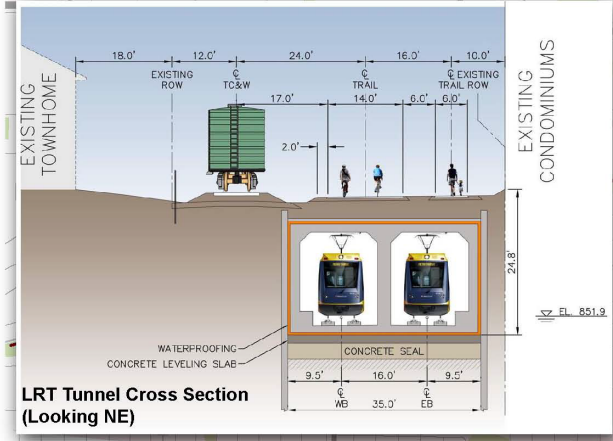 18.0'
12.0'
24.0'
16.0'
10.0'
EXISTING
ROW
℄
TC&W
℄
TRAIL
℄
TRAIL
EXISTING
ROW
EXISTING
TOWNHOME
EXISTING
CONDOMINIUMS
17.0'
14.0'
6.0'
6.0'
2.0'
24.8'
EL. 851.9
WATERPROOFING
CONCRETE LEVELING SLAB
CONCRETE SEAL
9.5'
16.0'
9.5'
℄
WB
℄
EB
35.0'
LRT Tunnel Cross Section
(Looking NE)